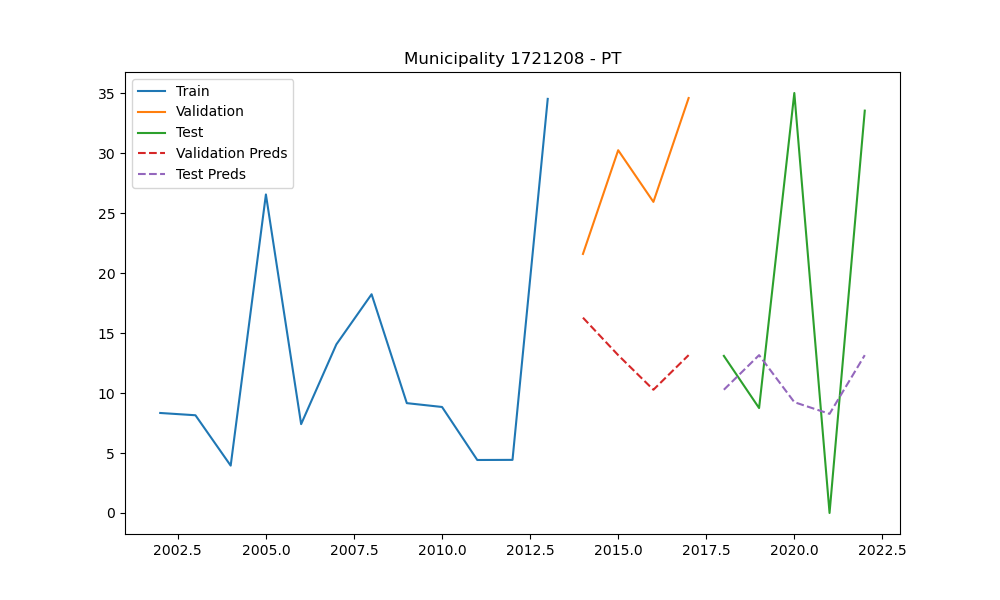 Municipality 1721208 - PT
Train
Validation
Test
Validation Preds
Test Preds
35
30
25
20
15
10
5
0
2002.5 2005.0 2007.5 2010.0 2012.5 2015.0 2017.5 2020.0 2022.5